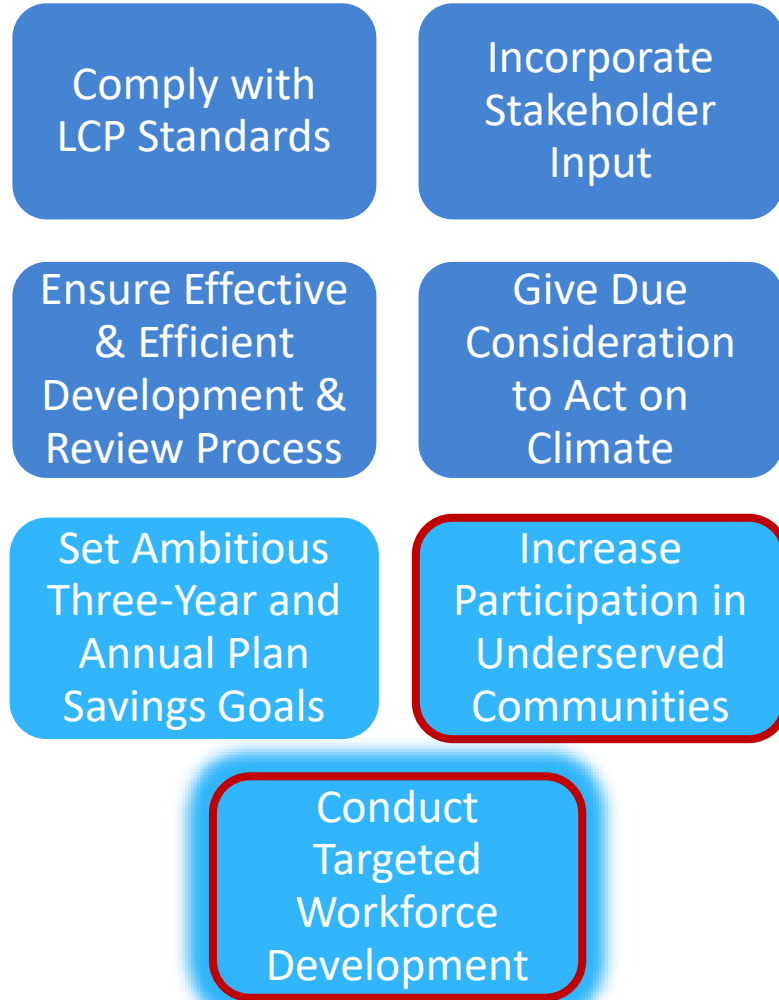 Comply with
LCP Standards
Incorporate
Stakeholder
Input
Ensure Effective
& Efficient
Development &
Review Process
Give Due
Consideration
to Act on
Climate
Set Ambitious
Three-Year and
Annual Plan
Savings Goals
Increase
Participation in
Underserved
Communities
Conduct
Targeted
Workforce
Development